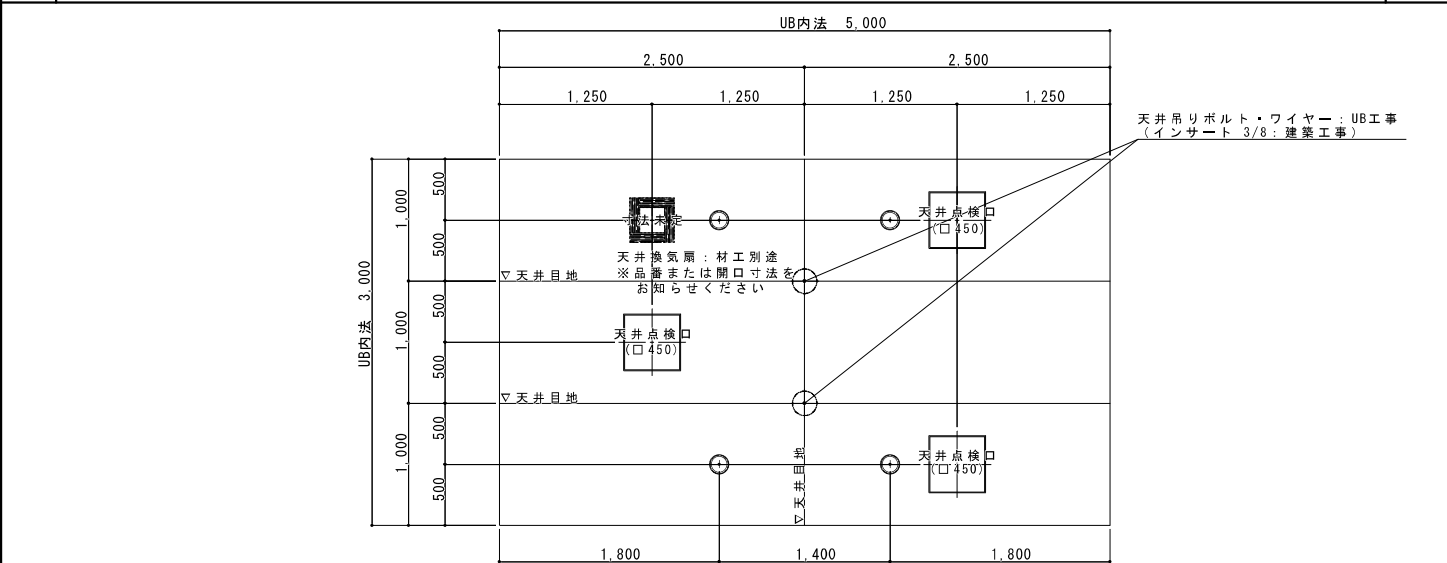 UB内法 5,000
2,500
2,500
1,250
1,250
1,250
1,250
天井吊りボルト・ワイヤー:UB工事
(インサート 3/8:建築工事)
UB内法 3,000
1,000
1,000
1,000
500
500
500
500
500
500
寸法未定
天井換気扇:材工別途
※品番または開口寸法を
お知らせください
天井点検口
(□450)
▽天井目地
天井点検口
(□450)
▽天井目地
天井点検口
(□450)
▽天井目地
1,800
1,400
1,800